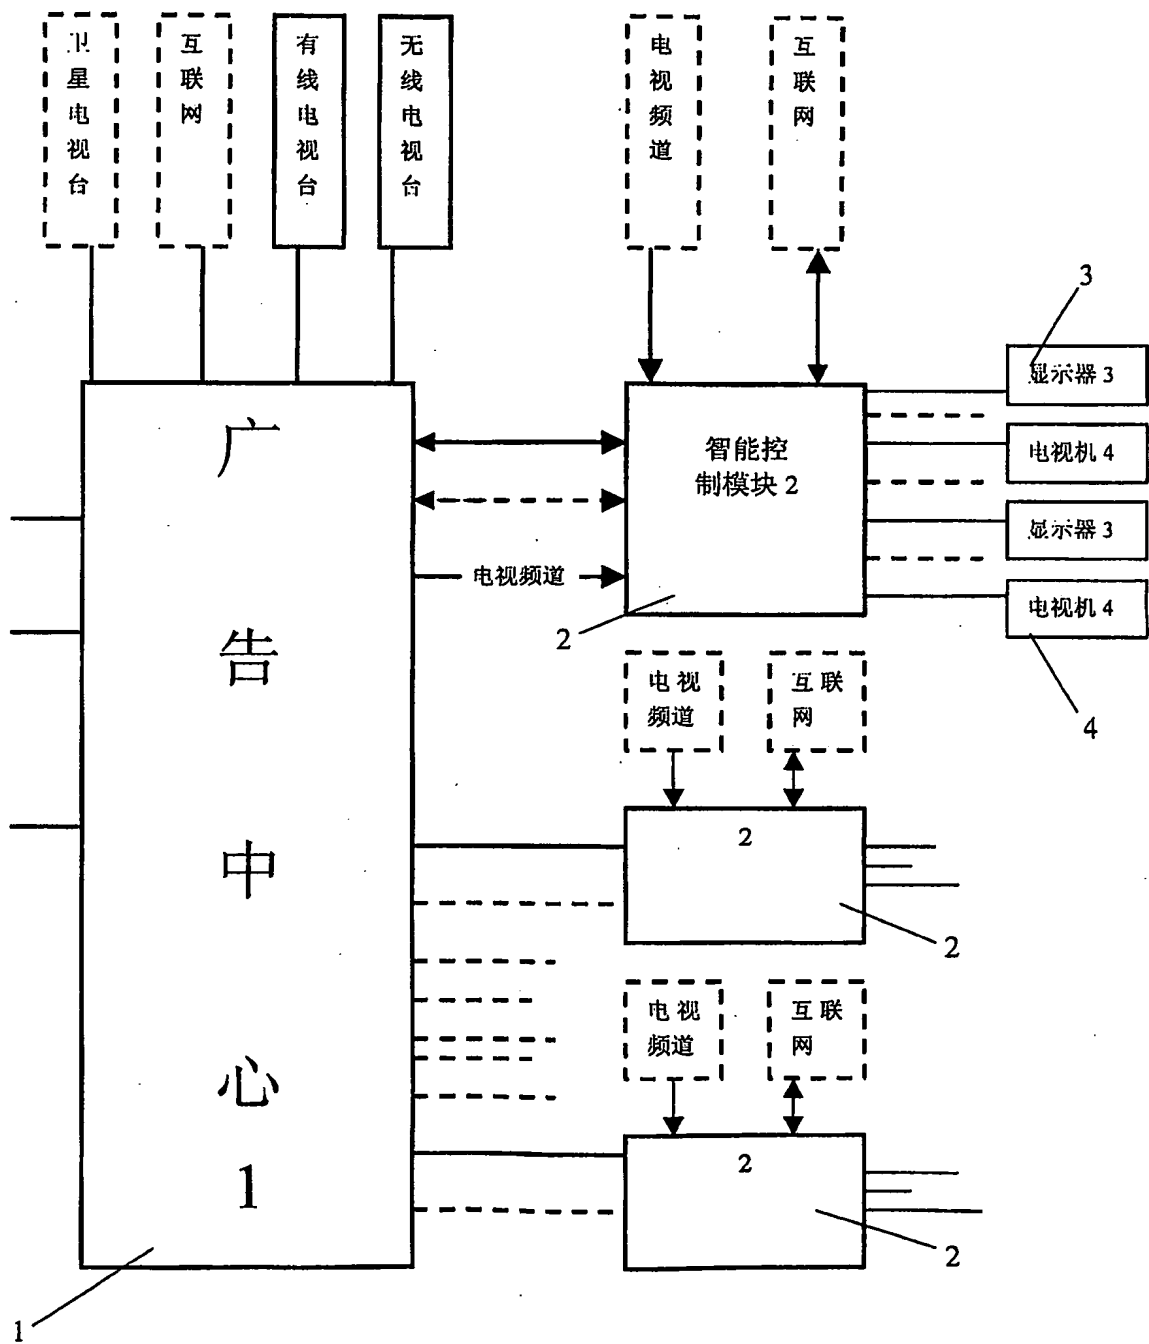 卫星电视台
互联网
有线电视台
无线电视台
电视频道
互联网
3
显示器 3
电视机 4
显示器 3
电视机 4
4
智能控
制模块 2
2
电视频道
广告中心1
1
电 视
频道
互 联
网
2
2
电 视
频道
互 联
网
2
2